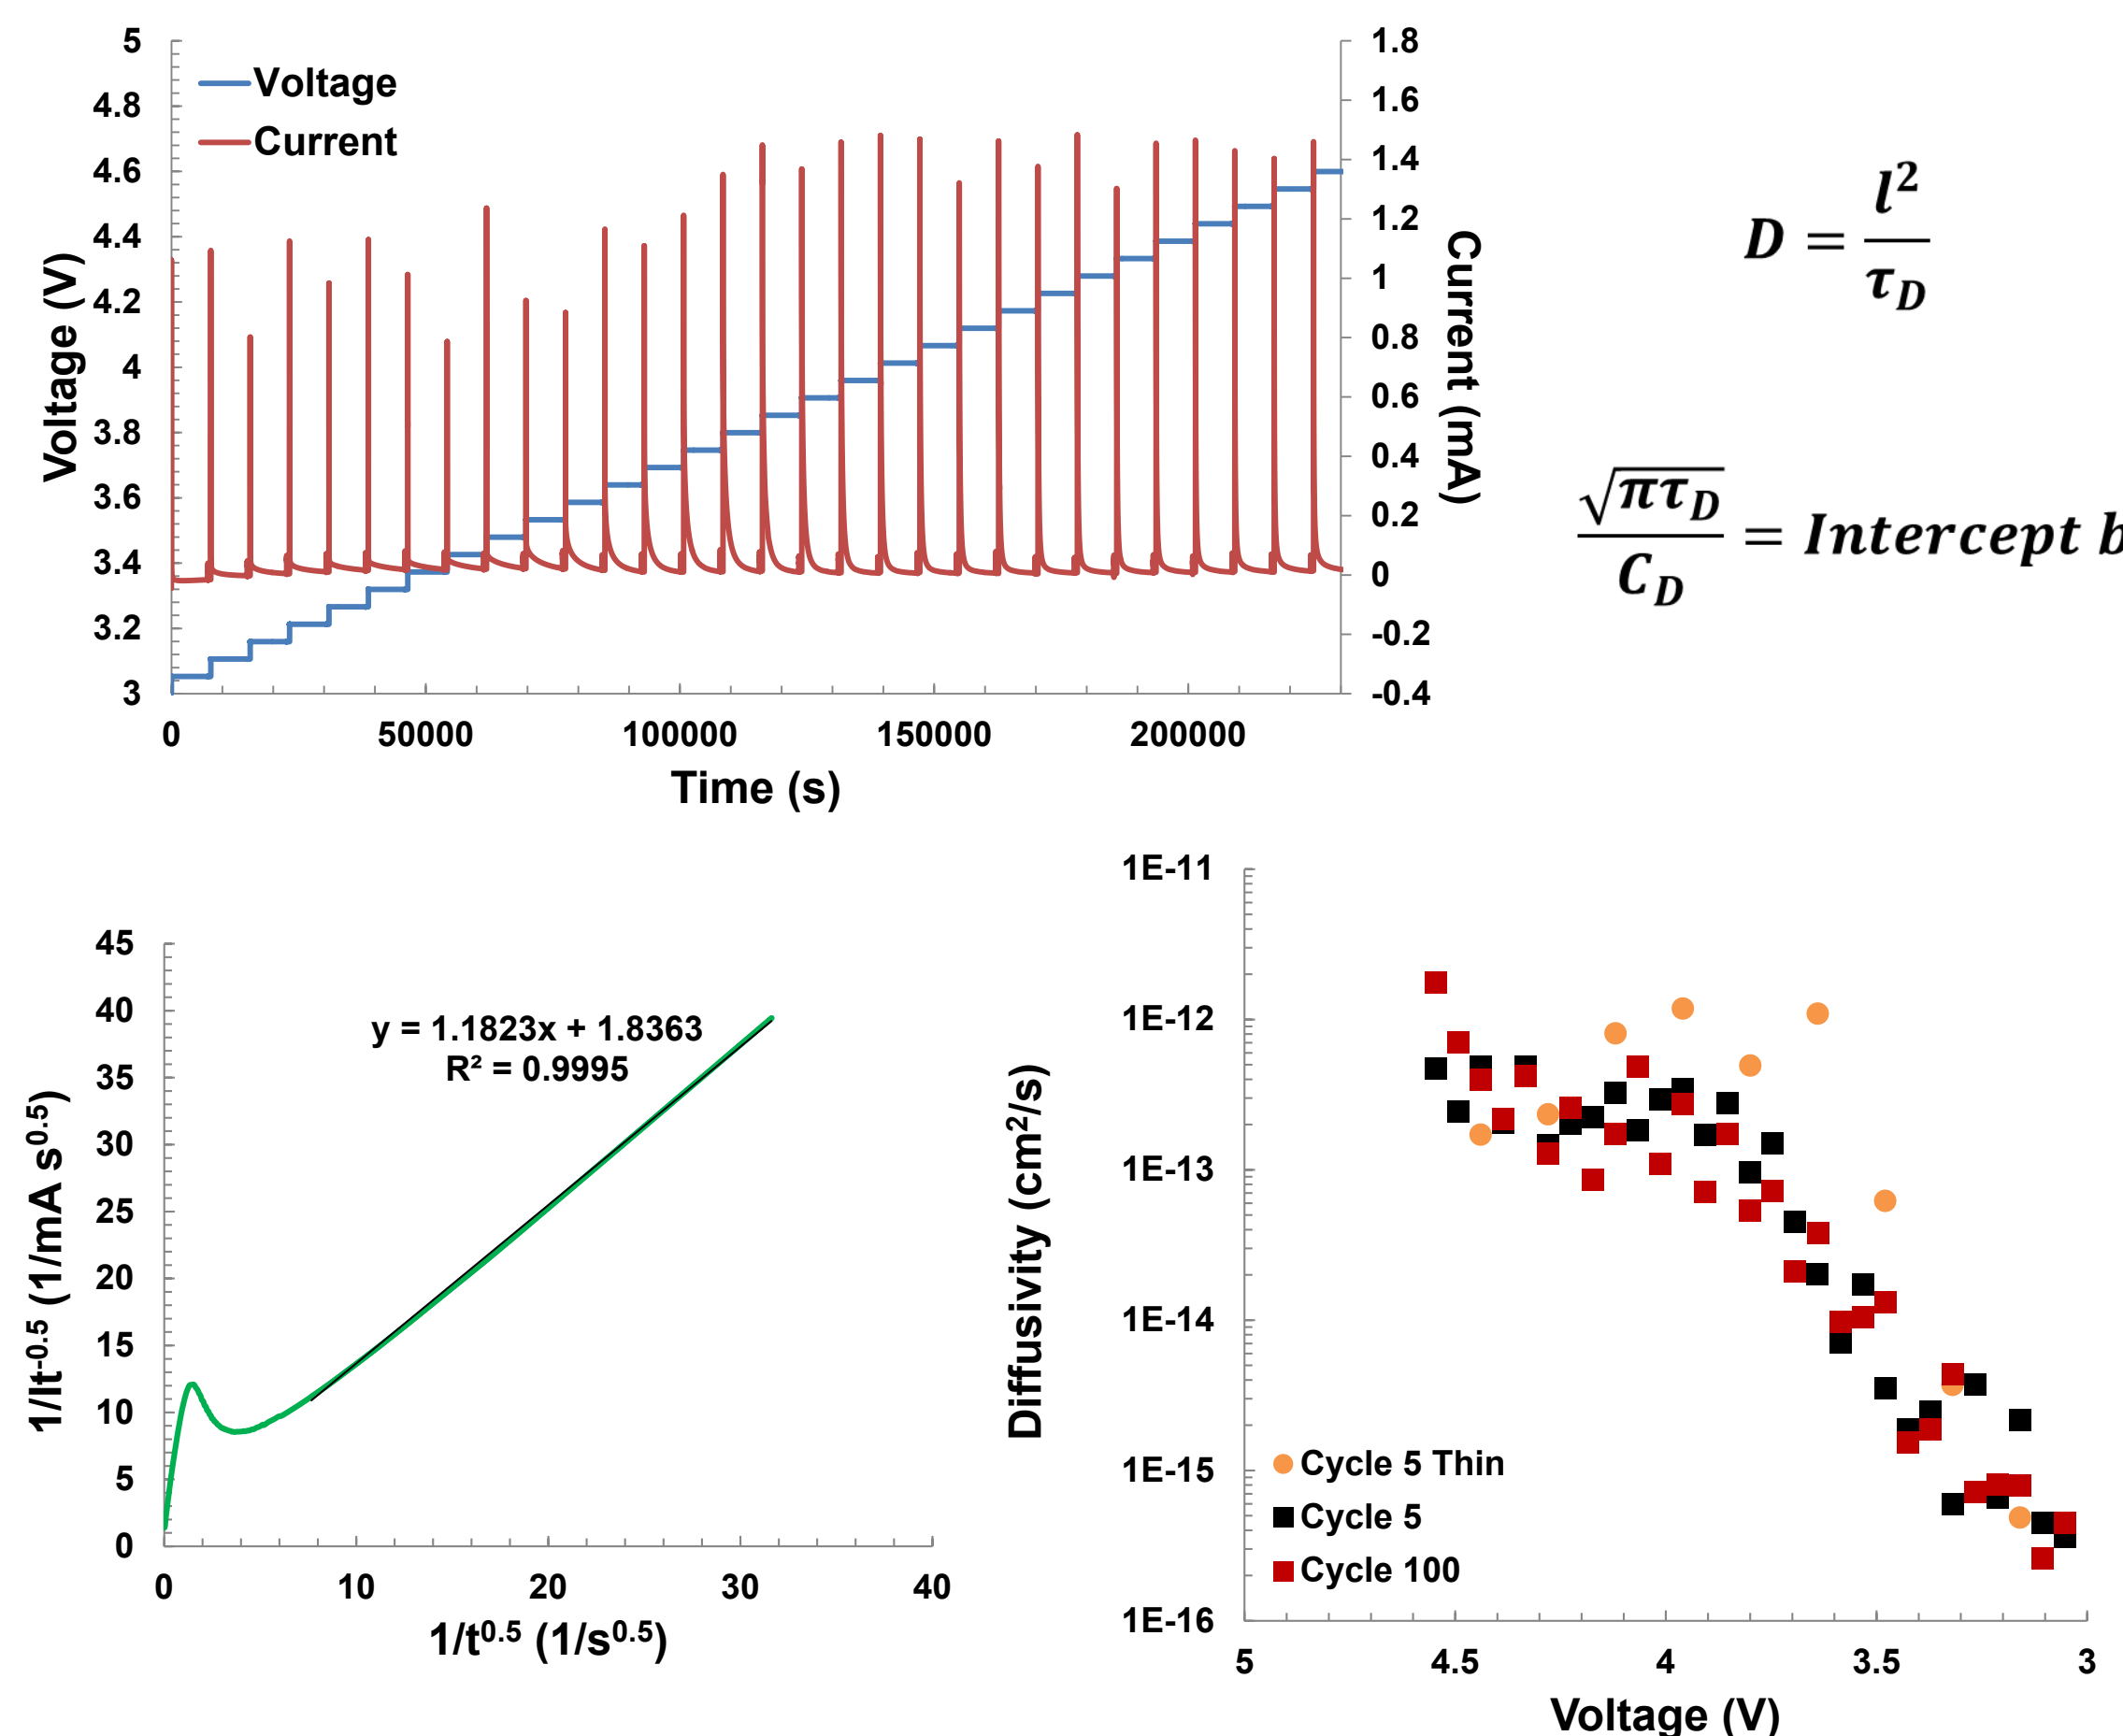 5
4.8
4.6
4.4
4.2
4
3.8
3.6
3.4
3.2
3
Voltage (V)
Voltage
Current
1.8
1.6
1.4
1.2
1
0.8
0.6
0.4
0.2
0
-0.2
-0.4
Current (mA)
0 50000 100000 150000 200000
Time (s)
D = l²/τ_D
√(πτ_D)/C_D = Intercept b
45
40
35
30
25
20
15
10
5
0
1/It⁻⁰·⁵ (1/mA s⁰·⁵)
y = 1.1823x + 1.8363
R² = 0.9995
0 10 20 30 40
1/t⁰·⁵ (1/s⁰·⁵)
1E-11
1E-12
1E-13
1E-14
1E-15
1E-16
Diffusivity (cm²/s)
Cycle 5 Thin
Cycle 5
Cycle 100
5 4.5 4 3.5 3
Voltage (V)